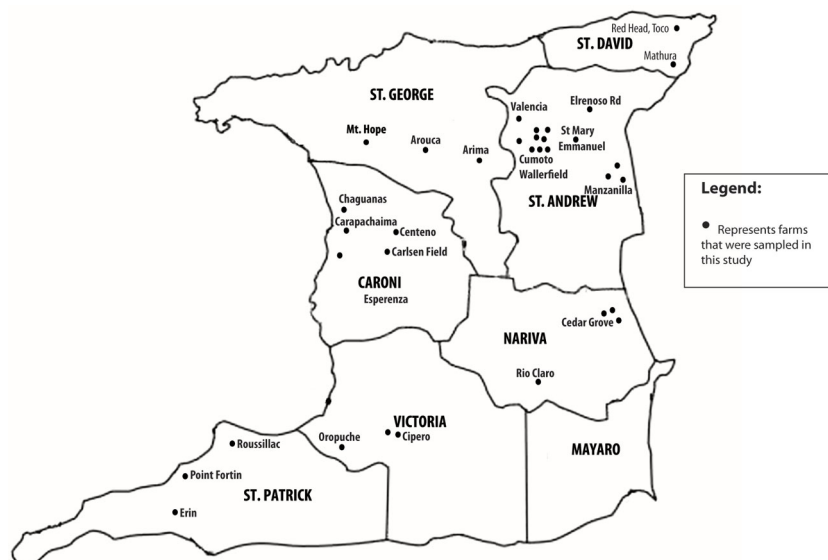 Red Head, Toco
ST. DAVID
Mathura
ST. GEORGE
Valencia
Elrenoso Rd
Mt. Hope
Arouca
Arima
St Mary
Emmanuel
Cumoto
Wallerfield
Manzanilla
ST. ANDREW
Chaguanas
Carapachaima
Centeno
Carlsen Field
CARONI
Esperenza
Cedar Grove
NARIVA
Rio Claro
VICTORIA
Oropuche
Cipero
MAYARO
Roussillac
Point Fortin
ST. PATRICK
Erin
Legend:
Represents farms
that were sampled in
this study